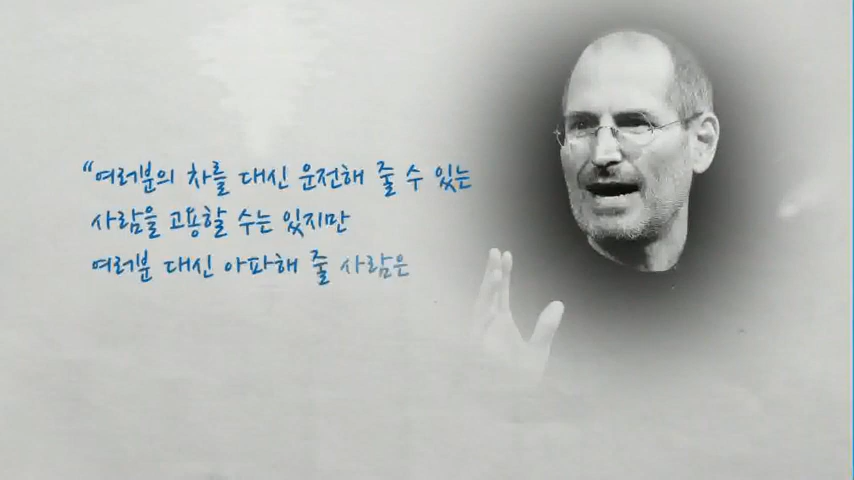 “여러분의 차를 대신 운전해 줄 수 있는
사람을 고용할 수는 있지만
여러분 대신 아파해 줄 사람은